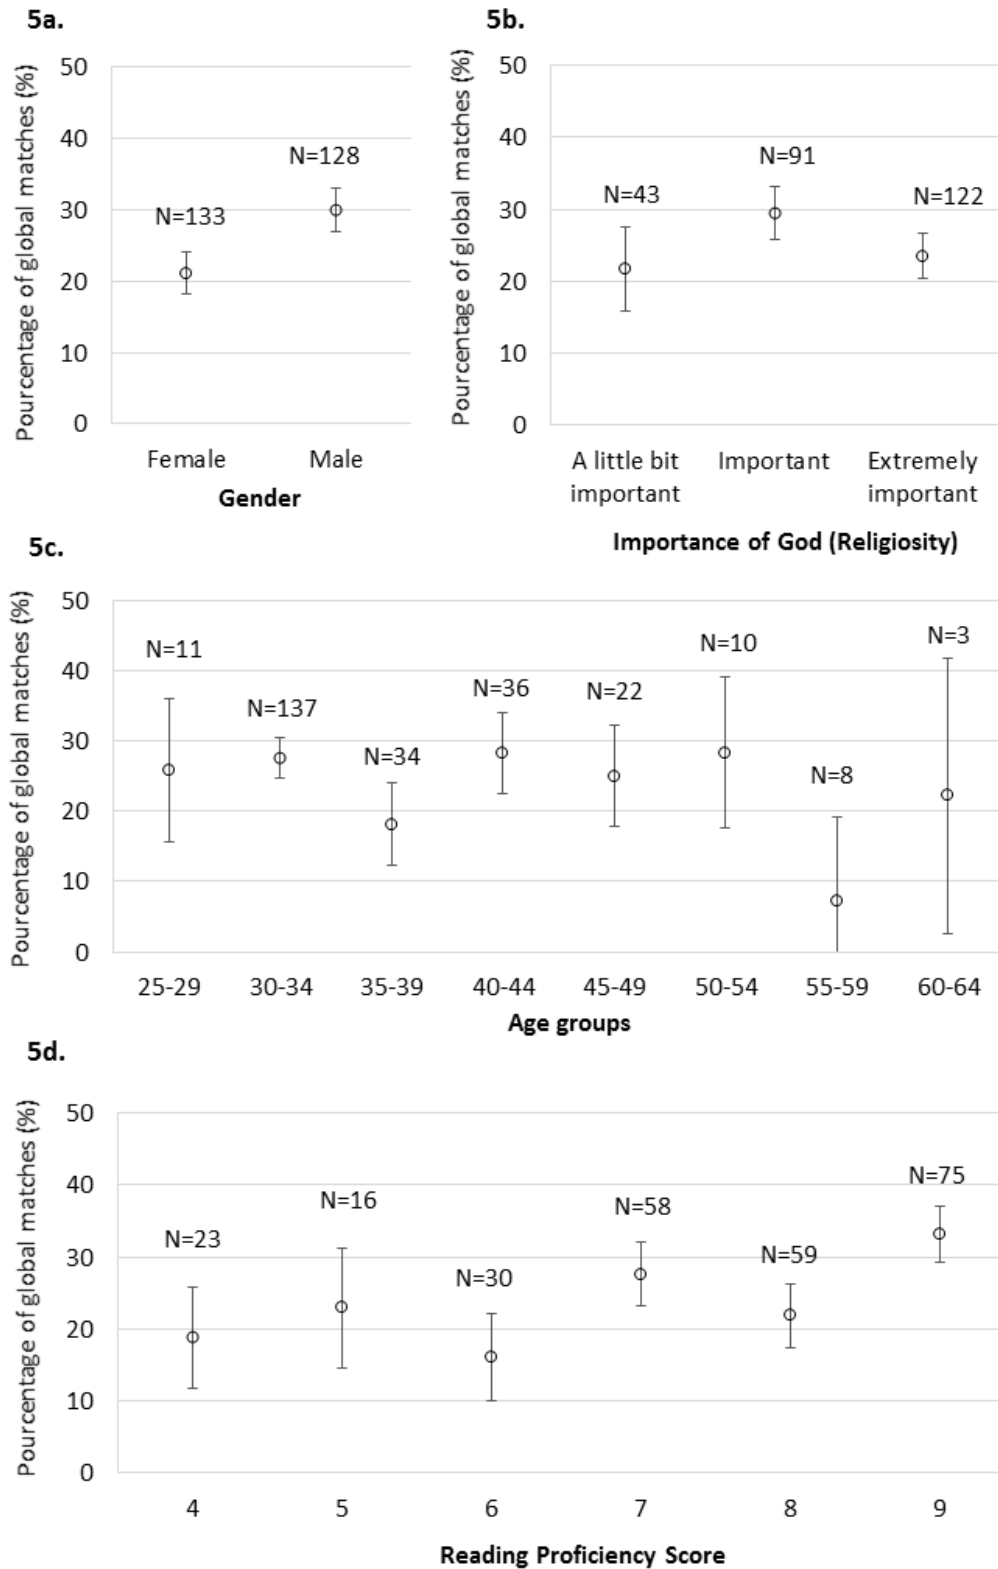 5a.
Pourcentage of global matches (%)
50
40
30
20
10
0
N=133
N=128
Female
Male
Gender
5b.
Pourcentage of global matches (%)
50
40
30
20
10
0
N=43
N=91
N=122
A little bit
important
Important
Extremely
important
Importance of God (Religiosity)
5c.
Pourcentage of global matches (%)
50
40
30
20
10
0
N=11
N=137
N=34
N=36
N=22
N=10
N=8
N=3
25-29
30-34
35-39
40-44
45-49
50-54
55-59
60-64
Age groups
5d.
Pourcentage of global matches (%)
50
40
30
20
10
0
N=23
N=16
N=30
N=58
N=59
N=75
4
5
6
7
8
9
Reading Proficiency Score